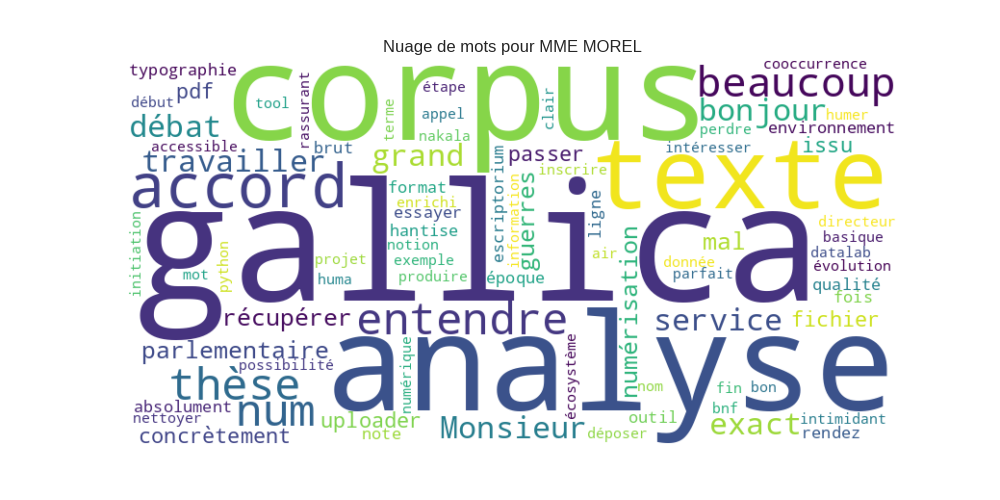 Nuage de mots pour MME MOREL
corpus
typographie
pdf
début
tool
rassurant
étape
cooccurrence
beaucoup
débat
accessible
brut
terme
appel
nakala
clair
bonjour
humer
perdre
environnement
travailler
grand
passer
intéresser
issu
accord
format
enrichi
essayer
hantise
notion
exemple
produire
escriptorium
information
guerres
inscrire
ligne
texte
directeur
basique
datalab
évolution
initiation
mot
python
projet
huma
époque
air
mal
donnée
parfait
qualité
fois
gallica
récupérer
entendre
numérisation
service
fichier
parlementaire
possibilité
thèse
num
numérique
analyse
écosystème
nom
fin
bon
bnf
absolument
nettoyer
concrètement
uploader
note
Monsieur
déposer
outil
exact
intimidant
rendez